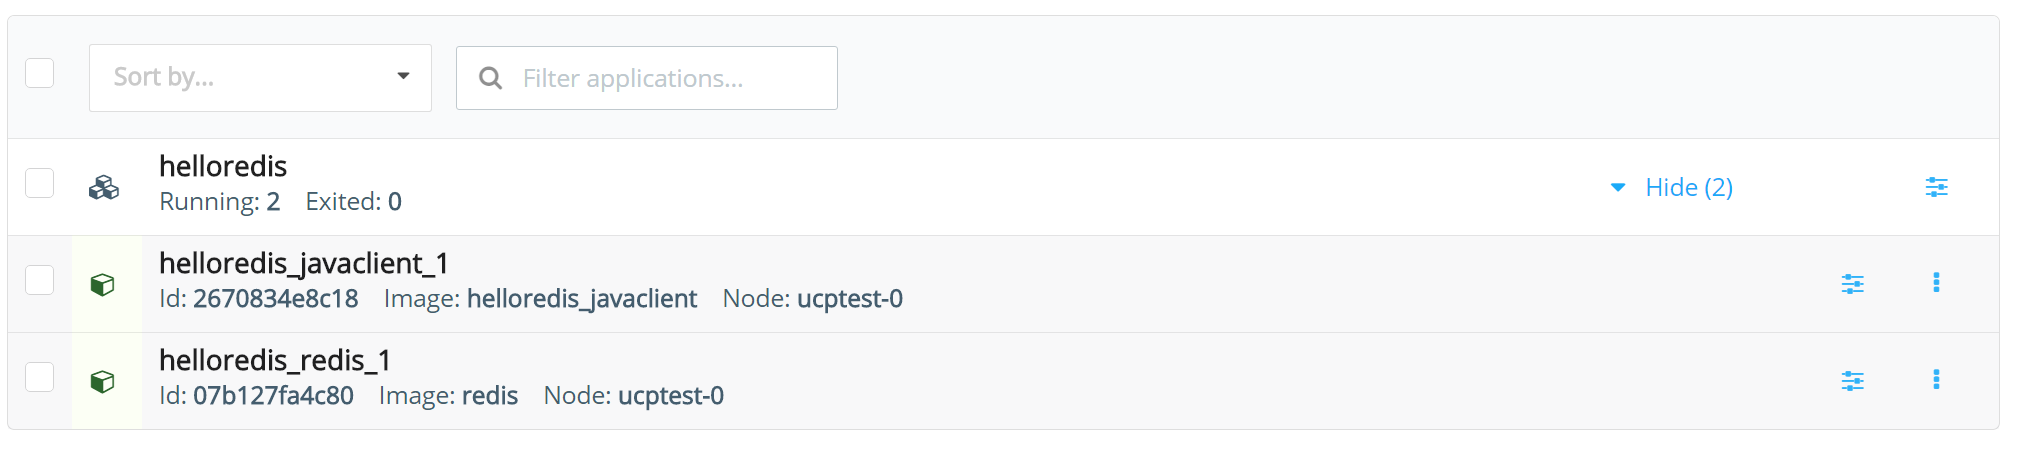 Sort by...
Filter applications...
helloredis
Running: 2 Exited: 0
Hide (2)
helloredis_javaclient_1
Id: 2670834e8c18 Image: helloredis_javaclient Node: ucptest-0
helloredis_redis_1
Id: 07b127fa4c80 Image: redis Node: ucptest-0